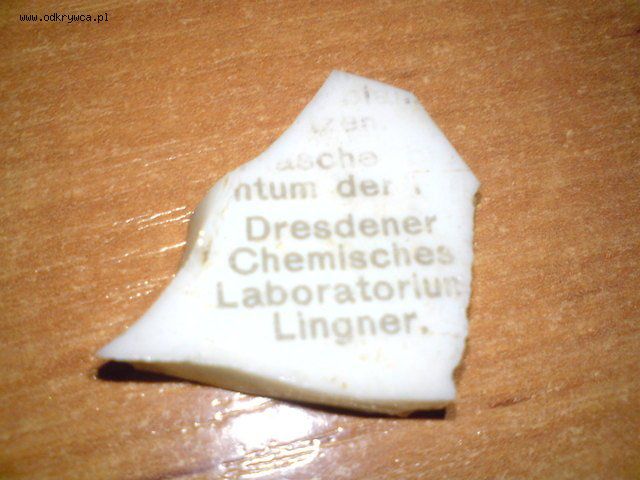 www.odkrywca.pl
zen.
asche
ntum der
Dresdener
Chemisches
Laboratorium
Lingner.